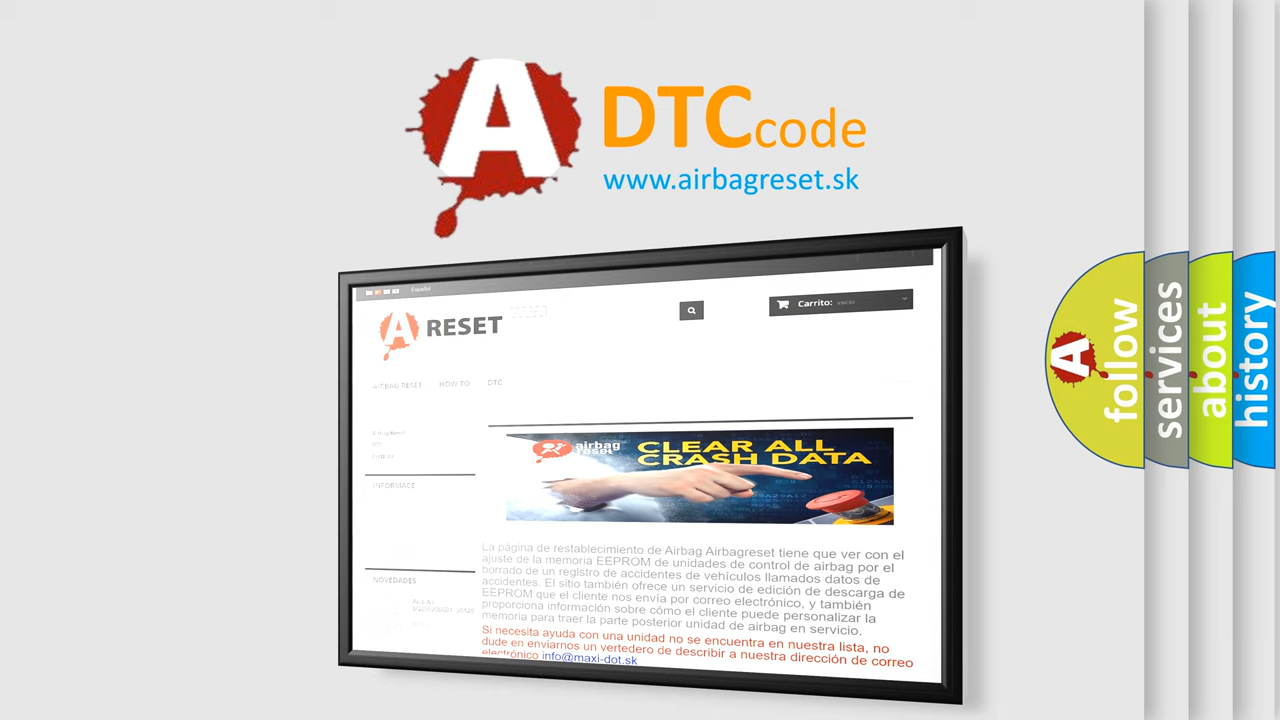 A
DTCcode
www.airbagreset.sk
Español
A RESET
Carrito: vacío
AIRBAG RESET HOW TO DTC
INFORMACE
airbag
reset
CLEAR ALL
CRASH DATA
NOVEDADES
La página de restablecimiento de Airbag Airbagreset tiene que ver con el
ajuste de la memoria EEPROM de unidades de control de airbag por el
borrado de un registro de accidentes de vehículos llamados datos de
accidentes. El sitio también ofrece un servicio de edición de descarga de
EEPROM que el cliente nos envía por correo electrónico, y también
proporciona información sobre cómo el cliente puede personalizar la
memoria para traer la parte posterior unidad de airbag en servicio.
Si necesita ayuda con una unidad no se encuentra en nuestra lista, no
dude en enviarnos un vertedero de describir a nuestra dirección de correo
electrónico info@maxi-dot.sk
A
follow
services
about
history